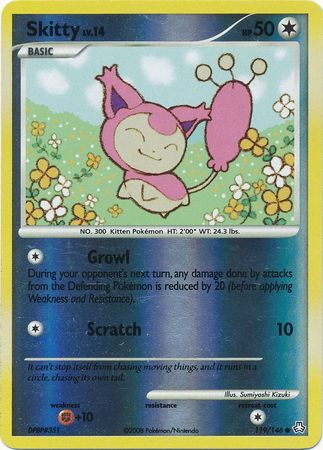 Skitty LV.14 HP 50
BASIC
NO. 300 Kitten Pokémon HT: 2'00" WT: 24.3 lbs.
Growl
During your opponent's next turn, any damage done by attacks
from the Defending Pokémon is reduced by 20 (before applying
Weakness and Resistance).
Scratch 10
It can't stop itself from chasing moving things, and it runs in a
circle, chasing its own tail.
Illus. Sumiyoshi Kizuki
weakness resistance retreat cost
+10
DPBP#351 ©2008 Pokémon/Nintendo 119/146